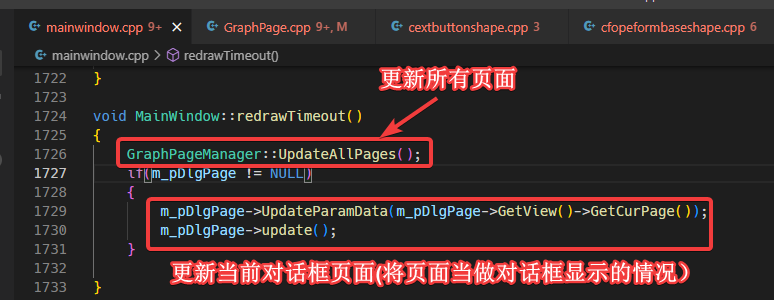 mainwindow.cpp 9+ × GraphPage.cpp 9+, M cextbuttonshape.cpp 3 cfopeformbaseshape.cpp 6
mainwindow.cpp > redrawTimeout()
1722 }
1723
更新所有页面
1724 void MainWindow::redrawTimeout()
1725 {
1726 GraphPageManager::UpdateAllPages();
1727 if(m_pDlgPage != NULL)
1728 {
1729 m_pDlgPage->UpdateParamData(m_pDlgPage->GetView()->GetCurPage());
1730 m_pDlgPage->update();
1731 }
更新当前对话框页面(将页面当做对话框显示的情况）
1732
1733 }